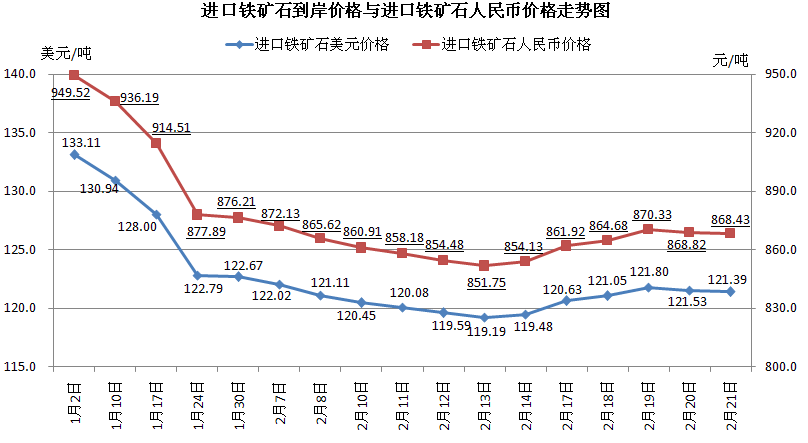 进口铁矿石到岸价格与进口铁矿石人民币价格走势图
进口铁矿石美元价格 进口铁矿石人民币价格
美元/吨
元/吨
140.0
135.0
130.0
125.0
120.0
115.0
950.0
920.0
890.0
860.0
830.0
800.0
949.52
936.19
914.51
877.89
876.21
872.13
865.62
860.91
858.18
854.48
851.75
854.13
861.92
864.68
870.33
868.82
868.43
133.11
130.94
128.00
122.79
122.67
122.02
121.11
120.45
120.08
119.59
119.19
119.48
120.63
121.05
121.80
121.53
121.39
1月2日
1月10日
1月17日
1月24日
1月30日
2月7日
2月8日
2月10日
2月11日
2月12日
2月13日
2月14日
2月17日
2月18日
2月19日
2月20日
2月21日